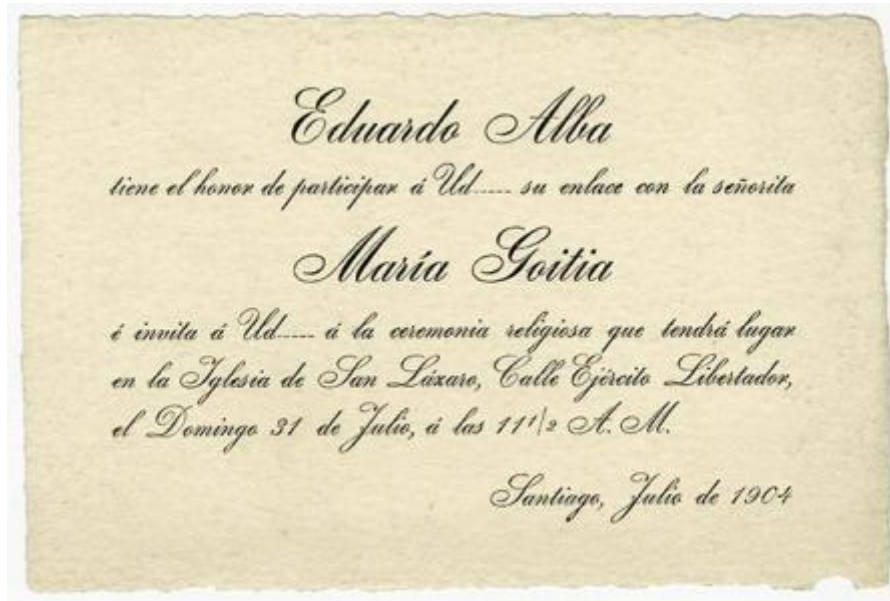 Eduardo Alba
tiene el honor de participar á Ud..... su enlace con la señorita
María Goitia
é invita á Ud..... á la ceremonia religiosa que tendrá lugar
en la Iglesia de San Lázaro, Calle Ejército Libertador,
el Domingo 31 de Julio, á las 11 1/2 A. M.
Santiago, Julio de 1904